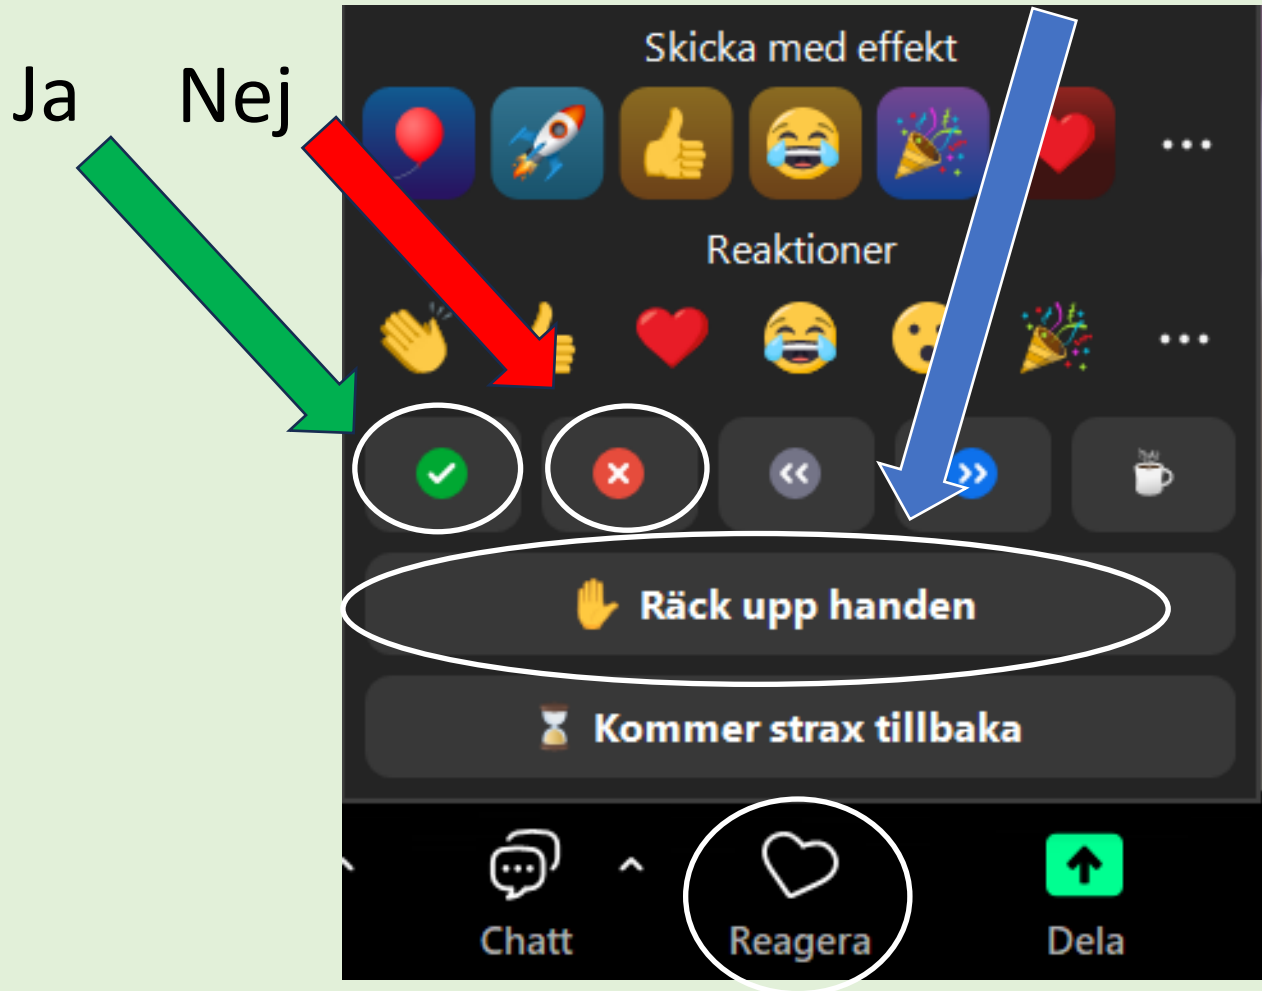 Ja Nej
Skicka med effekt
Reaktioner
Räck upp handen
Kommer strax tillbaka
Chatt Reagera Dela